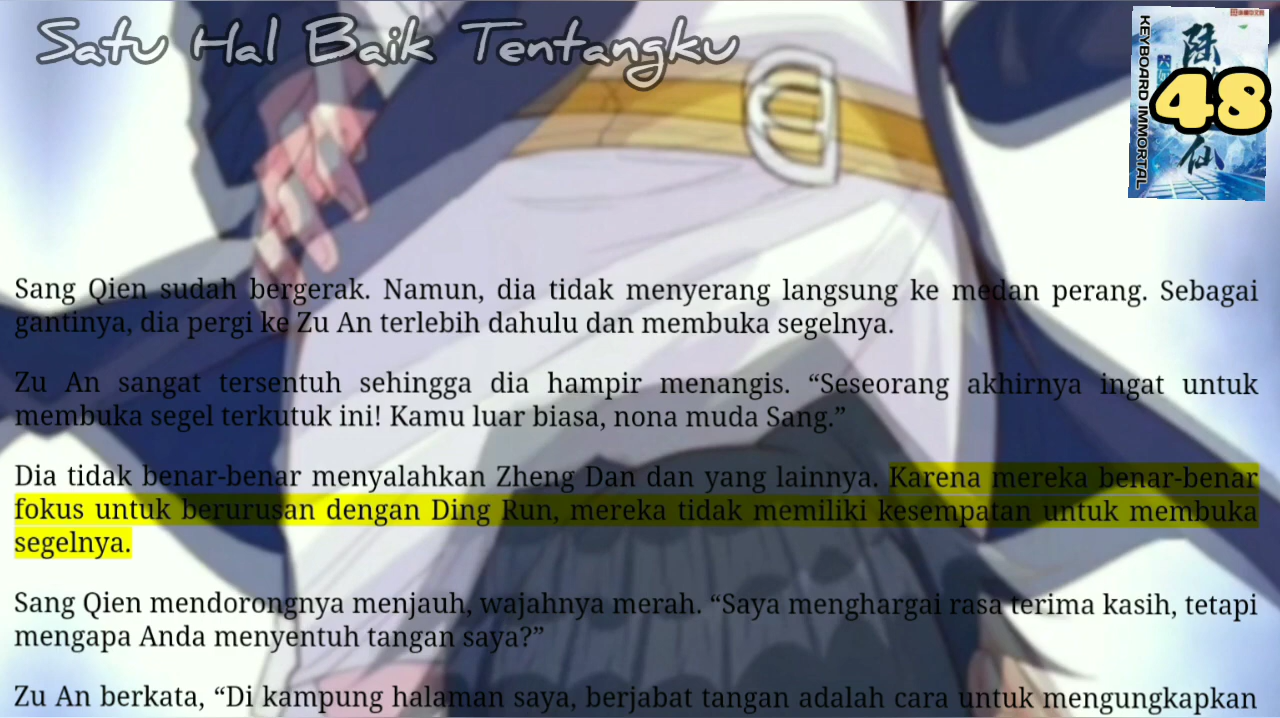 Satu Hal Baik Tentangku
KEYBOARD IMMORTAL
48
Sang Qien sudah bergerak. Namun, dia tidak menyerang langsung ke medan perang. Sebagai
gantinya, dia pergi ke Zu An terlebih dahulu dan membuka segelnya.
Zu An sangat tersentuh sehingga dia hampir menangis. “Seseorang akhirnya ingat untuk
membuka segel terkutuk ini! Kamu luar biasa, nona muda Sang.”
Dia tidak benar-benar menyalahkan Zheng Dan dan yang lainnya. Karena mereka benar-benar
fokus untuk berurusan dengan Ding Run, mereka tidak memiliki kesempatan untuk membuka
segelnya.
Sang Qien mendorongnya menjauh, wajahnya merah. “Saya menghargai rasa terima kasih, tetapi
mengapa Anda menyentuh tangan saya?”
Zu An berkata, “Di kampung halaman saya, berjabat tangan adalah cara untuk mengungkapkan